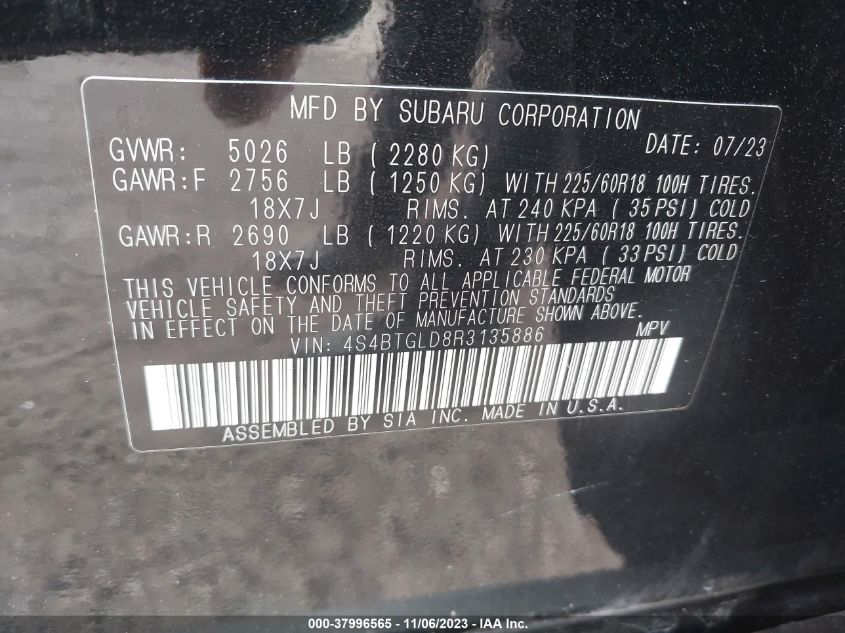 MFD BY SUBARU CORPORATION
GVWR: 5026 LB (2280 KG) DATE: 07/23
GAWR:F 2756 LB (1250 KG) WITH 225/60R18 100H TIRES.
18X7J RIMS. AT 240 KPA (35 PSI) COLD
GAWR:R 2690 LB (1220 KG) WITH 225/60R18 100H TIRES.
18X7J RIMS. AT 230 KPA (33 PSI) COLD
THIS VEHICLE CONFORMS TO ALL APPLICABLE FEDERAL MOTOR
VEHICLE SAFETY AND THEFT PREVENTION STANDARDS
IN EFFECT ON THE DATE OF MANUFACTURE SHOWN ABOVE.
VIN: 4S4BTGLD8R3135886 MPV
ASSEMBLED BY SIA INC. MADE IN U.S.A.
000-37996565 - 11/06/2023 - IAA Inc.